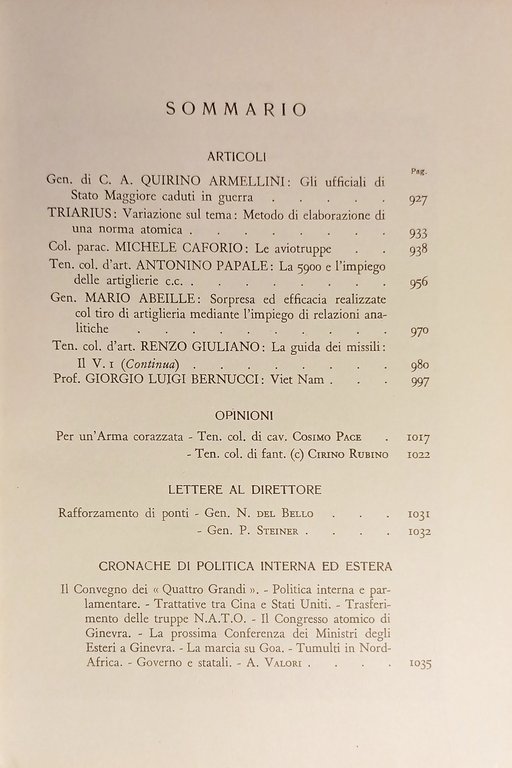 SOMMARIO
ARTICOLI
Pag.
Gen. di C. A. QUIRINO ARMELLINI: Gli ufficiali di
Stato Maggiore caduti in guerra . . . . . 927
TRIARIUS: Variazione sul tema: Metodo di elaborazione di
una norma atomica . . . . . . . . 933
Col. parac. MICHELE CAFORIO: Le aviotruppe . . 938
Ten. col. d'art. ANTONINO PAPALE: La 5900 e l'impiego
delle artiglierie c.c. . . . . . . . . 956
Gen. MARIO ABEILLE: Sorpresa ed efficacia realizzate
col tiro di artiglieria mediante l'impiego di relazioni ana-
litiche . . . . . . . . . . 970
Ten. col. d'art. RENZO GIULIANO: La guida dei missili:
Il V. 1 (Continua) . . . . . . . . 980
Prof. GIORGIO LUIGI BERNUCCI: Viet Nam . . . 997
OPINIONI
Per un'Arma corazzata - Ten. col. di cav. COSIMO PACE . 1017
- Ten. col. di fant. (c) CIRINO RUBINO 1022
LETTERE AL DIRETTORE
Rafforzamento di ponti - Gen. N. DEL BELLO . . . 1031
- Gen. P. STEINER . . . . 1032
CRONACHE DI POLITICA INTERNA ED ESTERA
Il Convegno dei « Quattro Grandi ». - Politica interna e par-
lamentare. - Trattative tra Cina e Stati Uniti. - Trasferi-
mento delle truppe N.A.T.O. - Il Congresso atomico di
Ginevra. - La prossima Conferenza dei Ministri degli
Esteri a Ginevra. - La marcia su Goa. - Tumulti in Nord-
Africa. - Governo e statali. - A. VALORI . . . . 1035